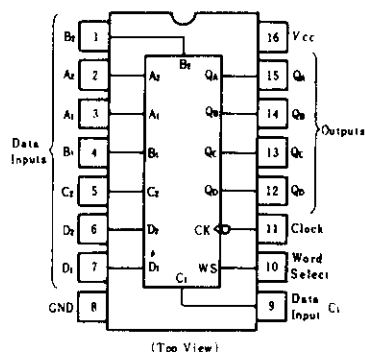 B₂ 1 16 Vcc
B₂
A₂ 2 A₂ QA 15 QA
A₁ 3 A₁ QB 14 QB
Data Inputs
B₁ 4 B₁ QC 13 QC
Outputs
C₂ 5 C₂ QD 12 QD
D₂ 6 D₂ CK 11 Clock
D₁ 7 D₁ WS 10 Word Select
C₁
GND 8 9 Data Input C₁
(Top View)